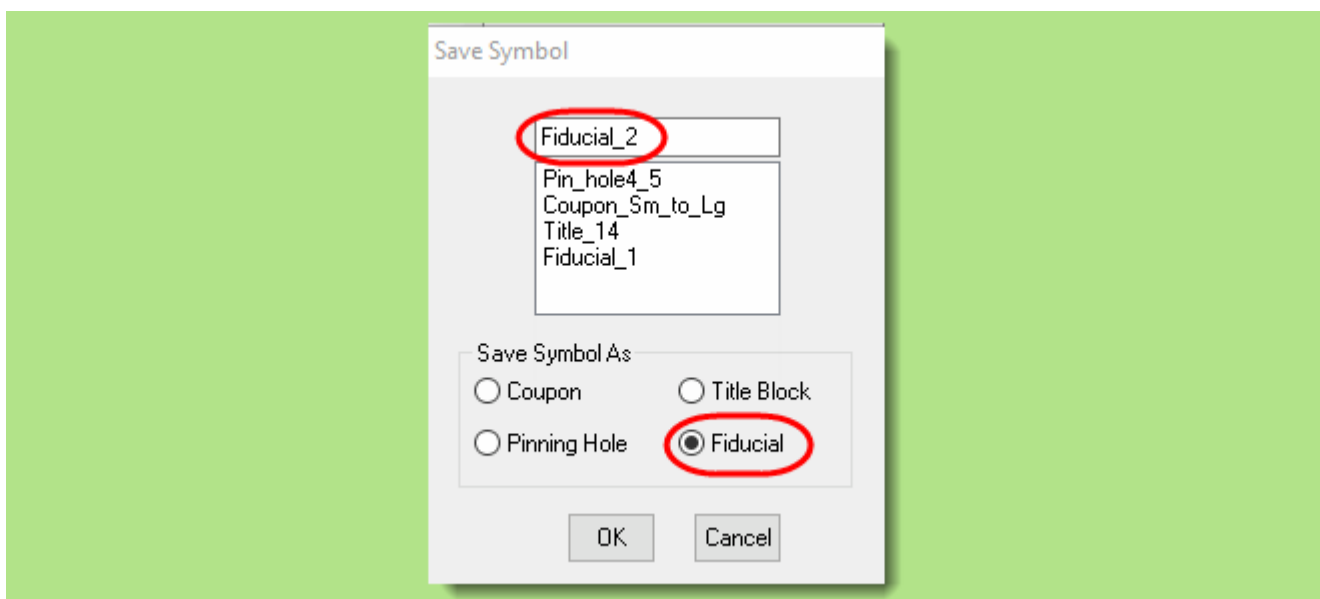 Save Symbol
Fiducial_2
Pin_hole4_5
Coupon_Sm_to_Lg
Title_14
Fiducial_1
Save Symbol As
Coupon
Title Block
Pinning Hole
Fiducial
OK
Cancel